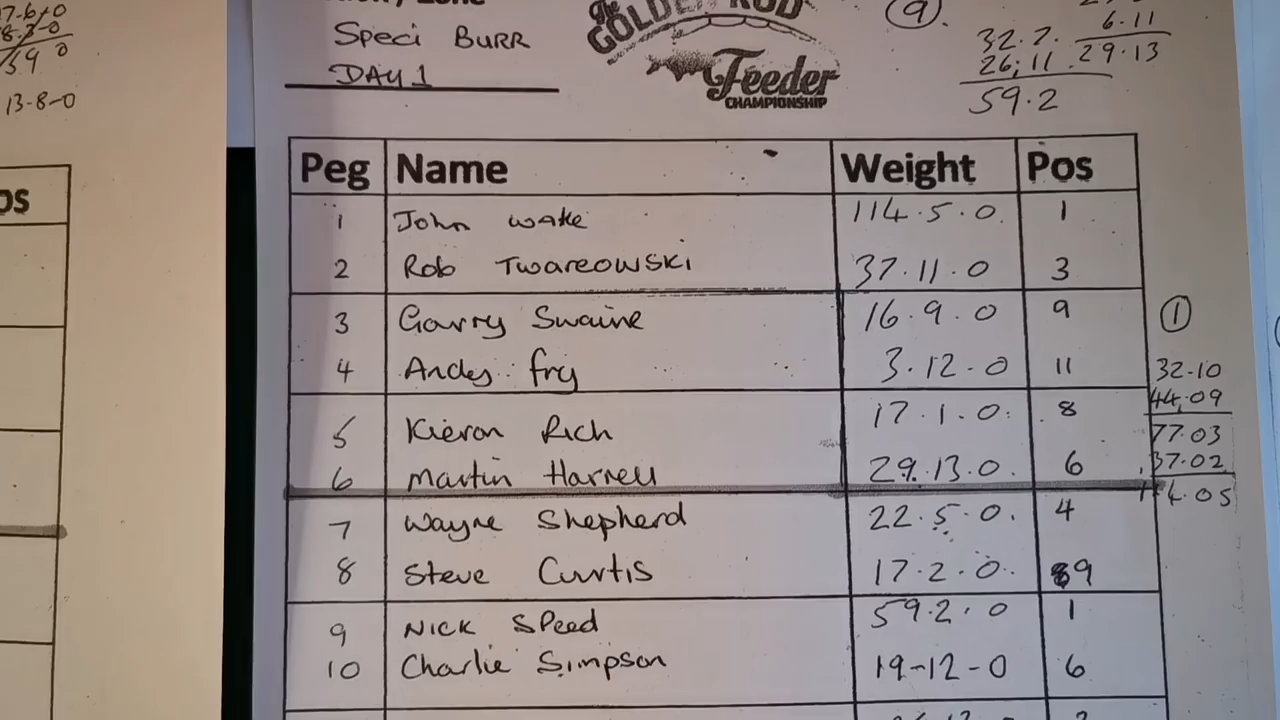 13-8-0
Speci BURR
DAY 1
The
GOLDEN ROD
Feeder
CHAMPIONSHIP
9
32.7.
26;11
59.2
6.11
29.13
Peg Name Weight Pos
1 John Wake 114.5.0 1
2 Rob Twareowski 37.11.0 3
3 Garry Swaine 16.9.0 9
4 Andy Fry 3.12.0 11
5 Kieron Rich 17.1.0 8
6 Martin Harrell 29.13.0 6
7 Wayne Shepherd 22.5.0 4
8 Steve Curtis 17.2.0 9
9 Nick Speed 59.2.0 1
10 Charlie Simpson 19-12-0 6
1
32.10
44.09
77.03
37.02
114.05